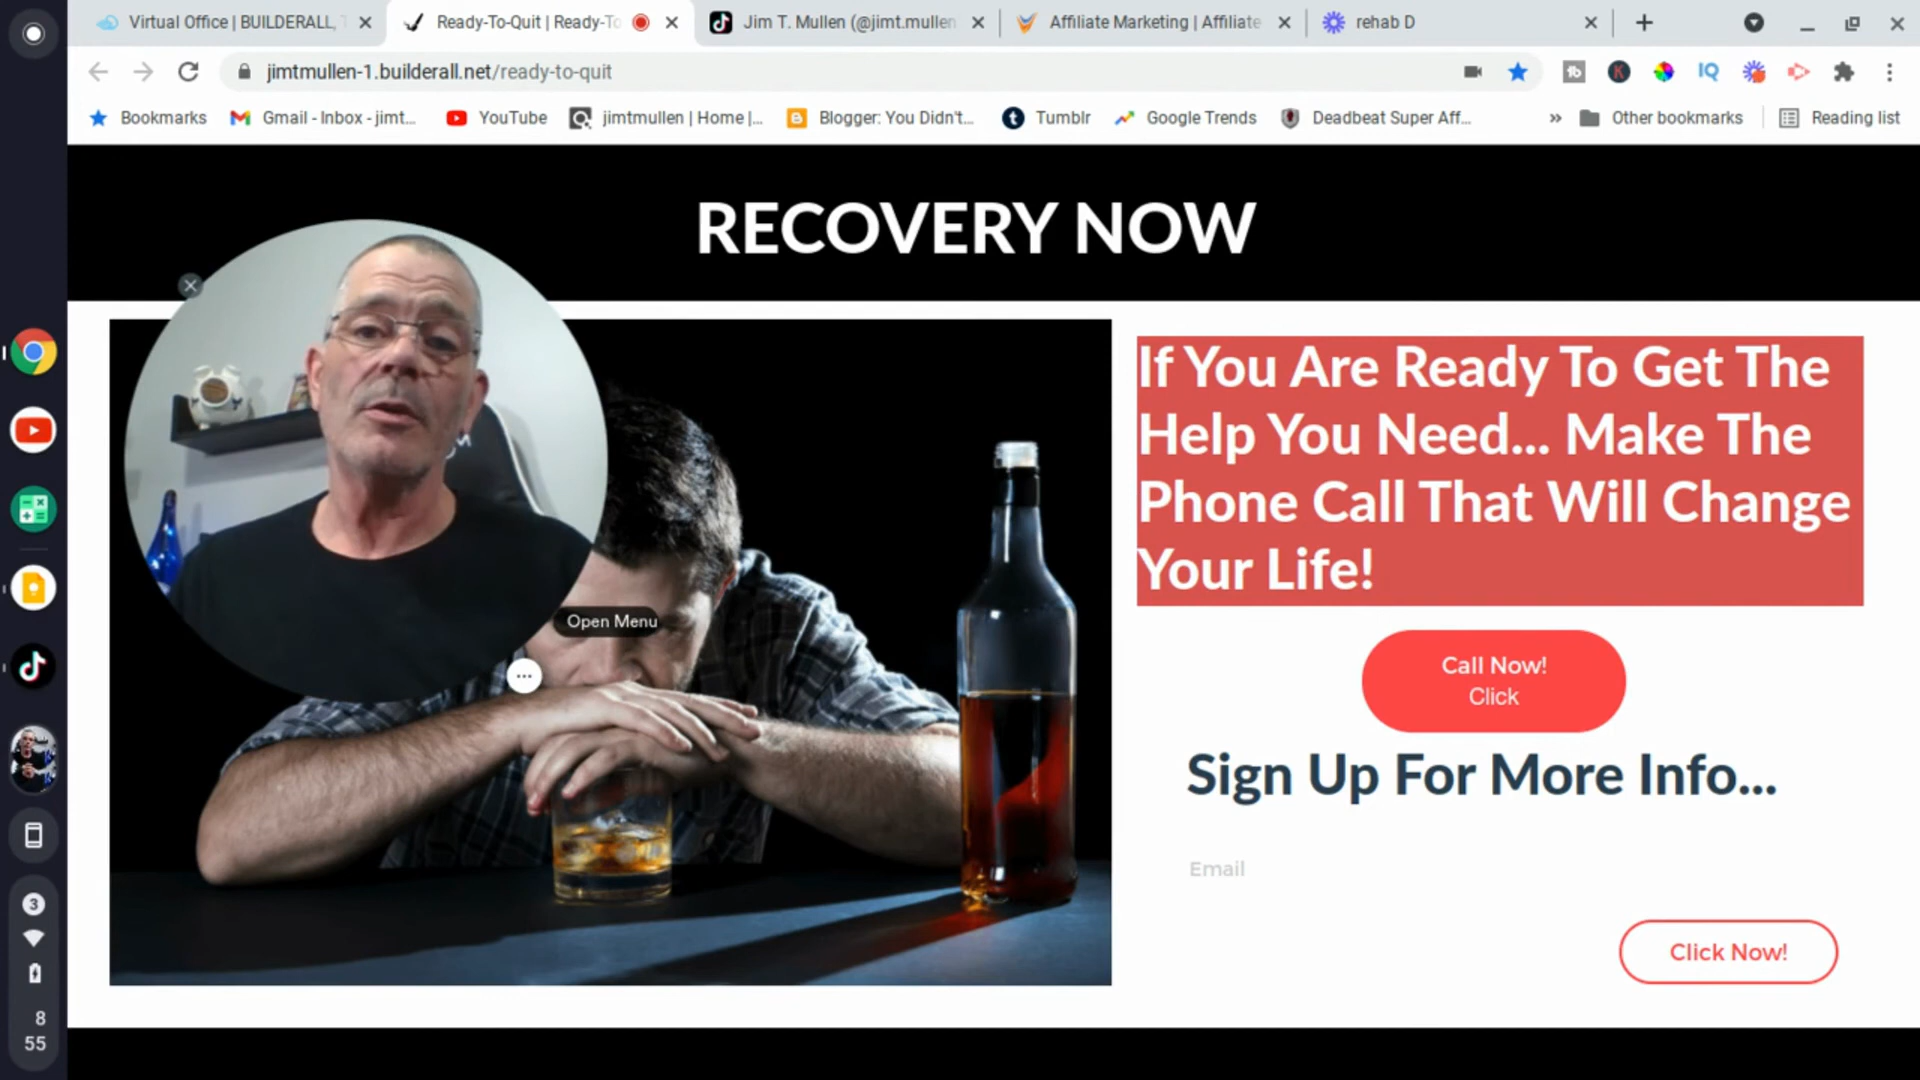 Virtual Office | BUILDERALL,
Ready-To-Quit | Ready-To
Jim T. Mullen (@jimt.mullen
Affiliate Marketing | Affiliate
rehab D
jimtmullen-1.builderall.net/ready-to-quit
tb
K
IQ
Bookmarks
Gmail - Inbox - jimt...
YouTube
jimtmullen | Home |...
Blogger: You Didn't...
Tumblr
Google Trends
Deadbeat Super Aff...
Other bookmarks
Reading list
RECOVERY NOW
If You Are Ready To Get The
Help You Need... Make The
Phone Call That Will Change
Your Life!
Open Menu
Call Now!
Click
Sign Up For More Info...
Email
Click Now!
3
8
55